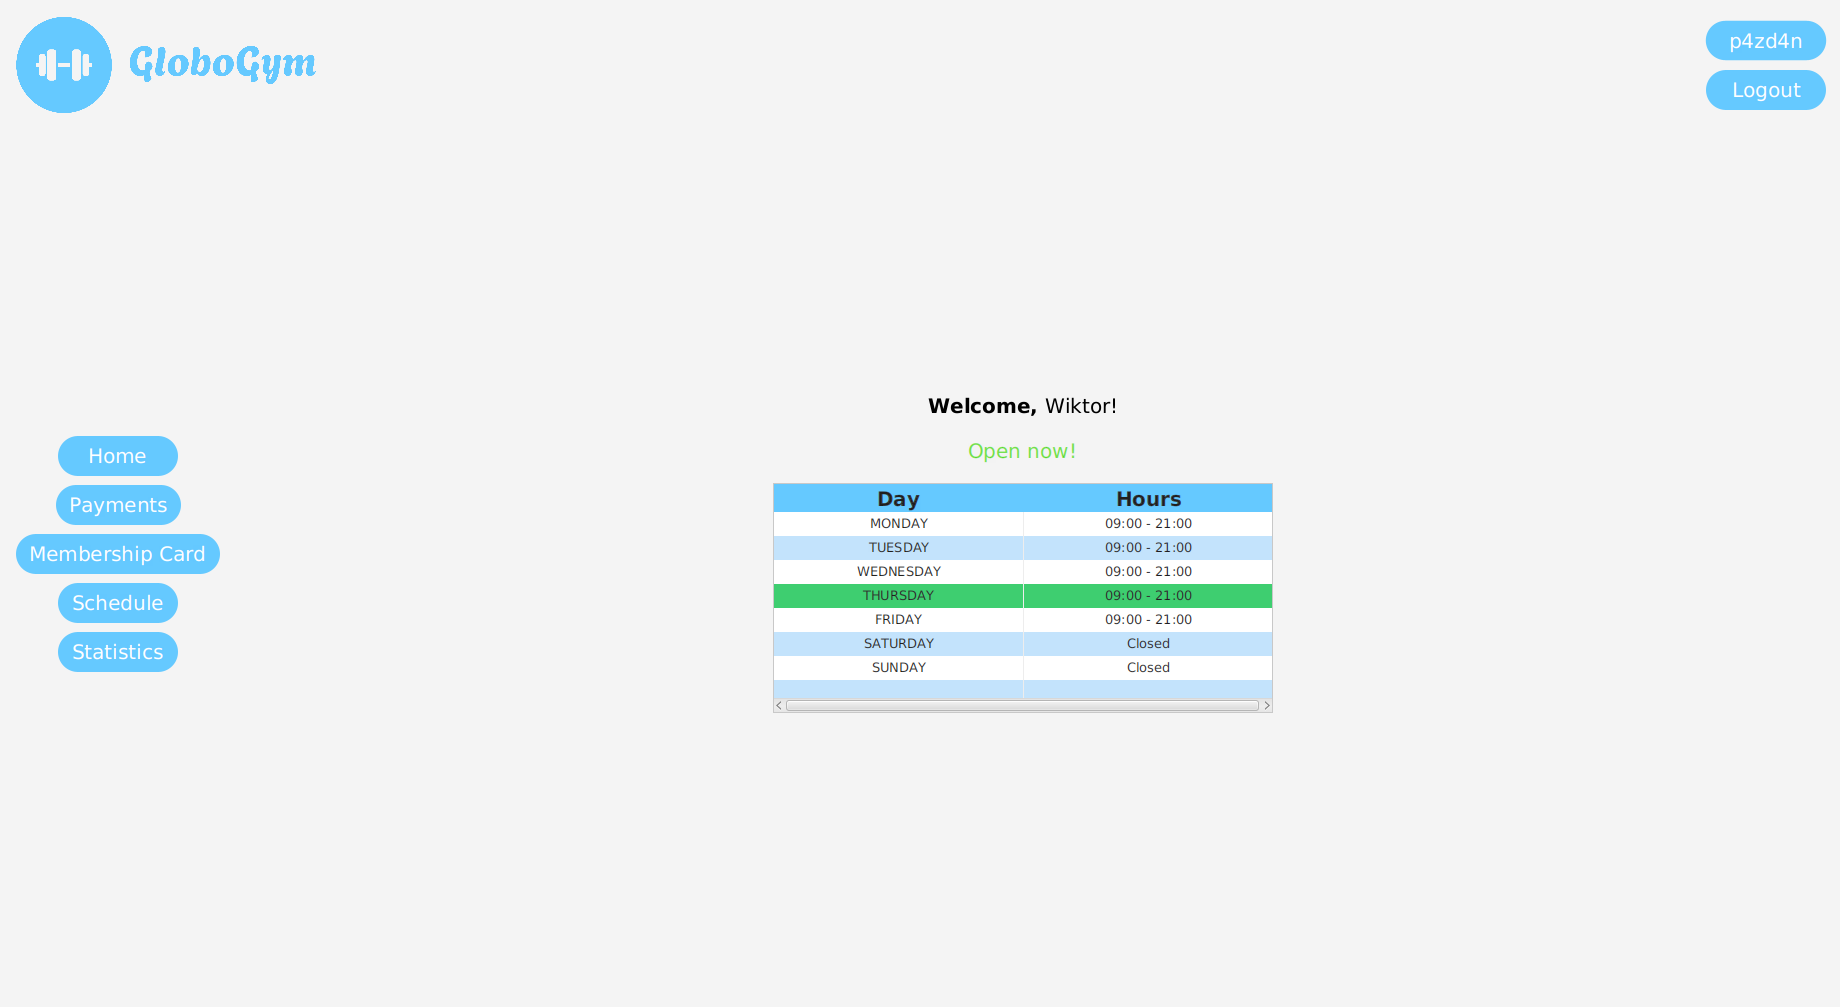 GloboGym
p4zd4n
Logout
Welcome, Wiktor!
Open now!
Home
Payments
Membership Card
Schedule
Statistics
Day Hours
MONDAY 09:00 - 21:00
TUESDAY 09:00 - 21:00
WEDNESDAY 09:00 - 21:00
THURSDAY 09:00 - 21:00
FRIDAY 09:00 - 21:00
SATURDAY Closed
SUNDAY Closed